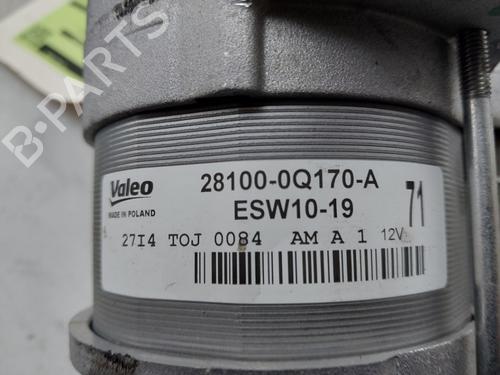 B-PARTS
Valeo
MADE IN POLAND
28100-0Q170-A
ESW10-19
71
27I4 TOJ 0084 AM A 1 12V